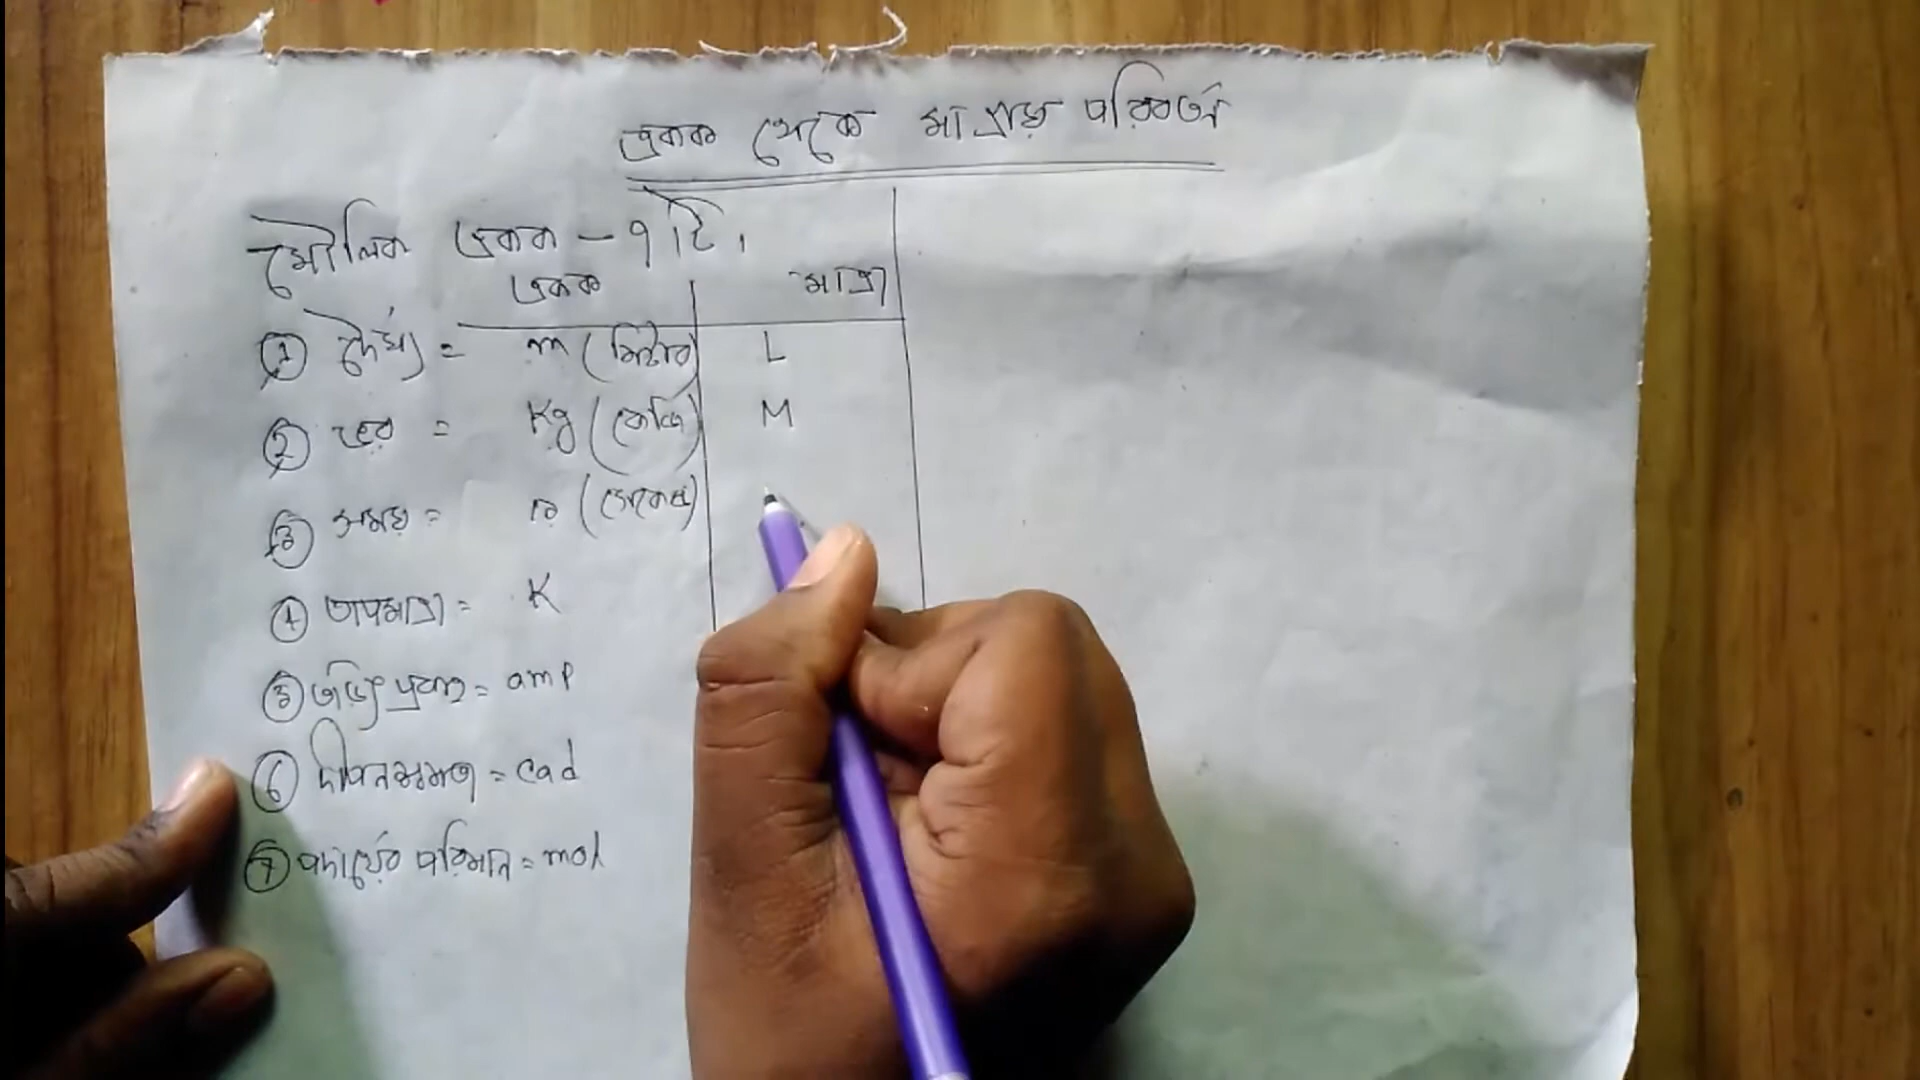 একক থেকে মাত্রায় পরিবর্তন
মৌলিক একক - ৭ টি।
একক মাত্রা
① দৈর্ঘ্য = m (মিটার) L
② ভর = Kg (কেজি) M
③ সময় = s (সেকেন্ড)
④ তাপমাত্রা = K
⑤ তড়িৎ প্রবাহ = amp
⑥ দীপন ক্ষমতা = cad
⑦ পদার্থের পরিমান = mol